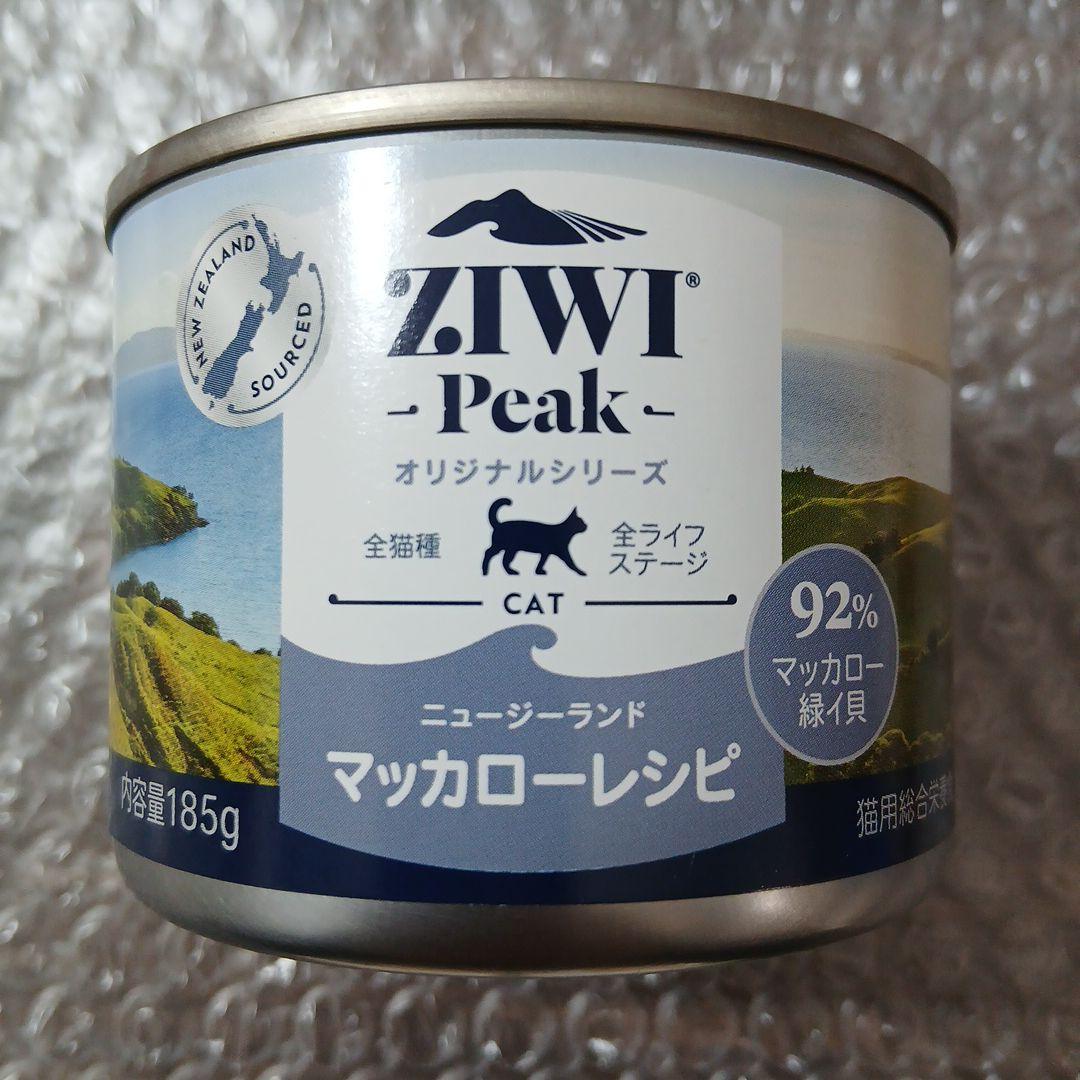 NEW ZEALAND
SOURCED
ZIWI®
Peak
オリジナルシリーズ
全猫種
全ライフ
ステージ
CAT
92%
マッカロー
緑イ貝
ニュージーランド
マッカローレシピ
内容量185g
猫用総合栄養